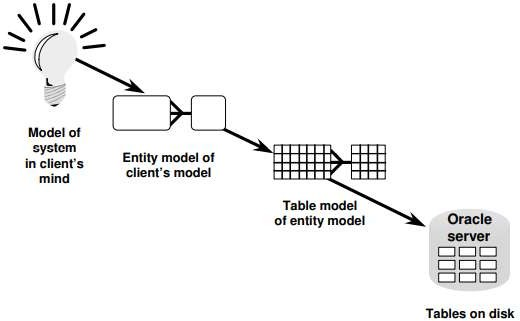 Model of
system
in client's
mind
Entity model of
client's model
Table model
of entity model
Oracle
server
Tables on disk